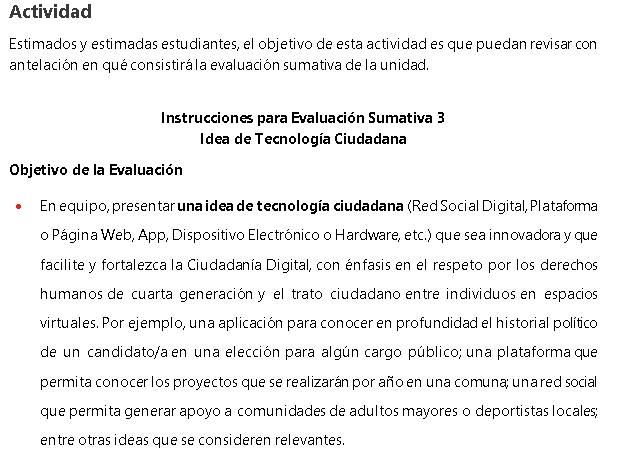 Actividad
Estimados y estimadas estudiantes, el objetivo de esta actividad es que puedan revisar con
antelación en qué consistirá la evaluación sumativa de la unidad.
Instrucciones para Evaluación Sumativa 3
Idea de Tecnología Ciudadana
Objetivo de la Evaluación
• En equipo, presentar una idea de tecnología ciudadana (Red Social Digital, Plataforma
o Página Web, App, Dispositivo Electrónico o Hardware, etc.) que sea innovadora y que
facilite y fortalezca la Ciudadanía Digital, con énfasis en el respeto por los derechos
humanos de cuarta generación y el trato ciudadano entre individuos en espacios
virtuales. Por ejemplo, una aplicación para conocer en profundidad el historial político
de un candidato/a en una elección para algún cargo público; una plataforma que
permita conocer los proyectos que se realizarán por año en una comuna; una red social
que permita generar apoyo a comunidades de adultos mayores o deportistas locales;
entre otras ideas que se consideren relevantes.